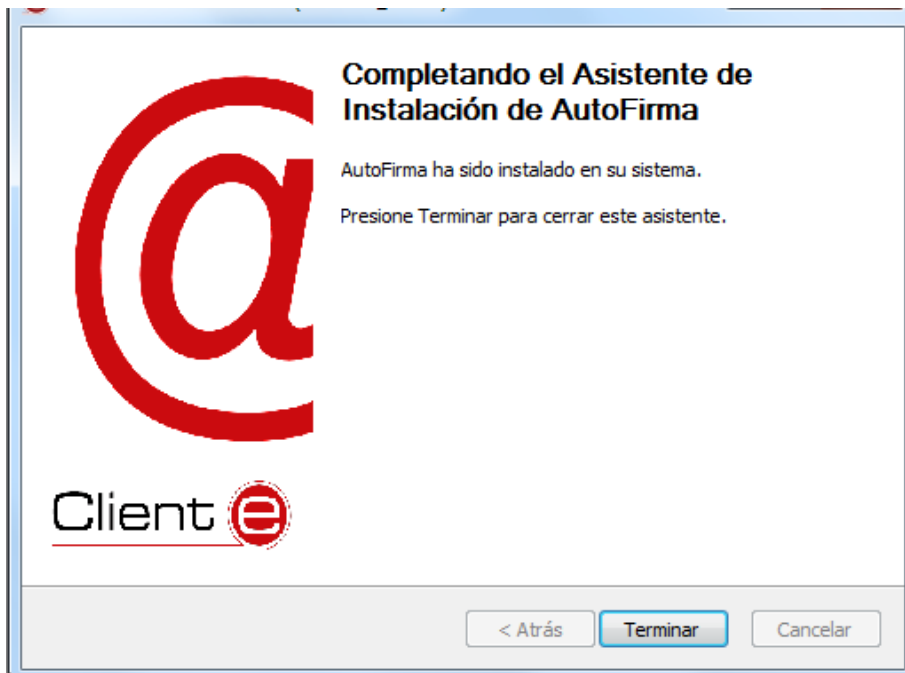 Completando el Asistente de
Instalación de AutoFirma
AutoFirma ha sido instalado en su sistema.
Presione Terminar para cerrar este asistente.
@
Client e
< Atrás
Terminar
Cancelar